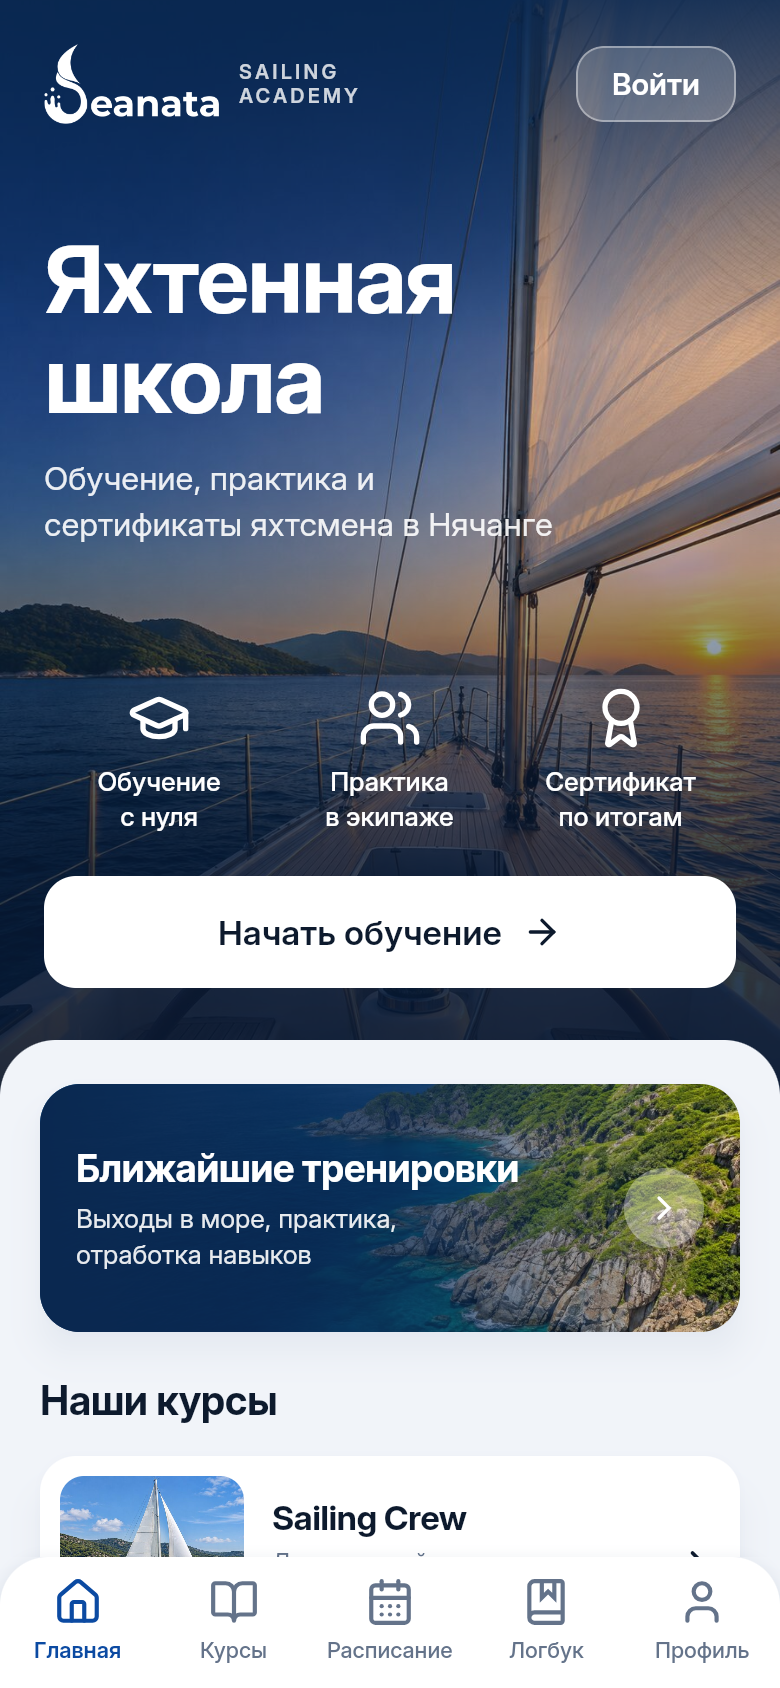 Seanata
SAILING
ACADEMY
Войти
Яхтенная
школа
Обучение, практика и
сертификаты яхтсмена в Нячанге
Обучение
с нуля
Практика
в экипаже
Сертификат
по итогам
Начать обучение
Ближайшие тренировки
Выходы в море, практика,
отработка навыков
Наши курсы
Sailing Crew
Главная
Курсы
Расписание
Логбук
Профиль